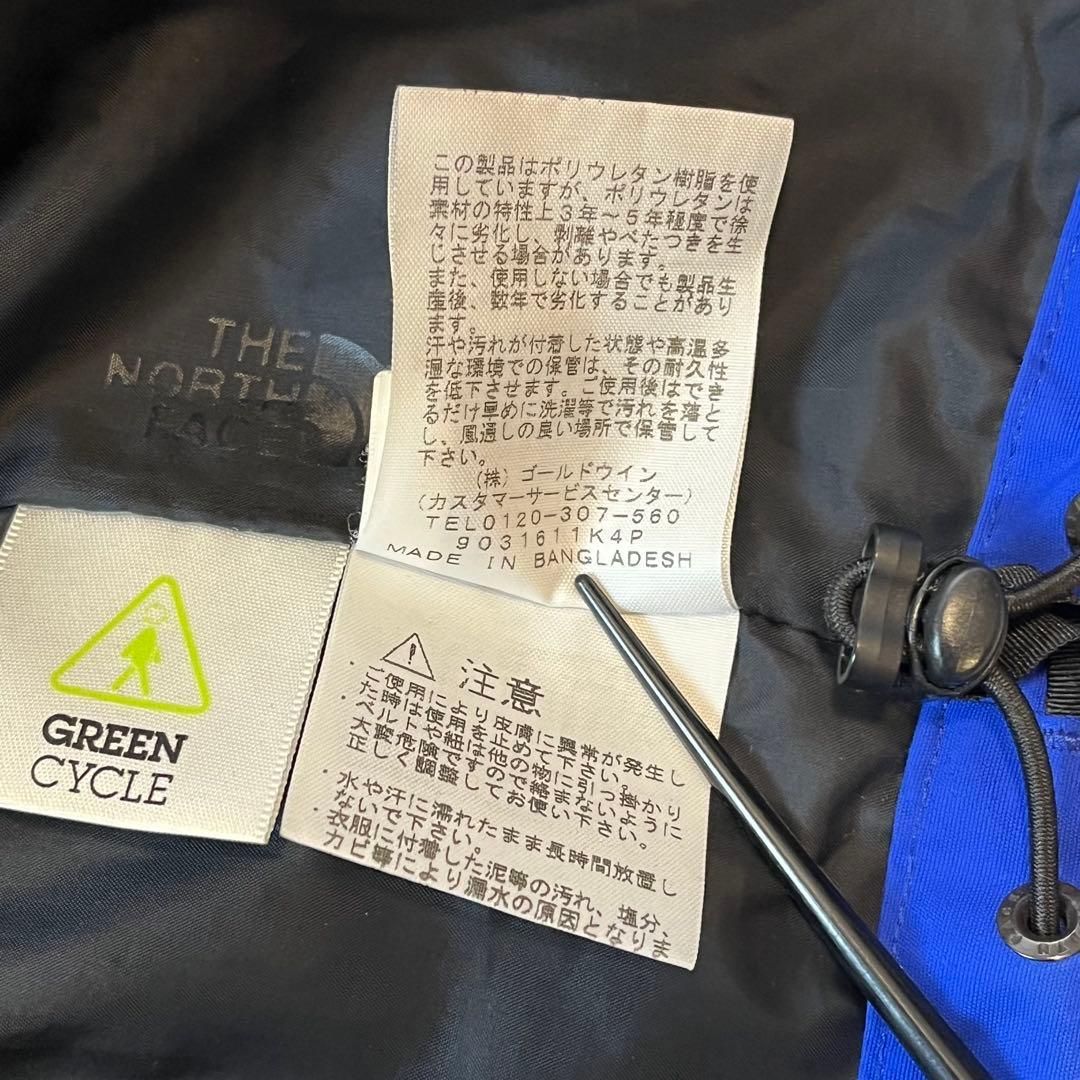 この製品はポリウレタン樹脂を使
用していますが、ポリウレタンは
素材の特性上3年～5年程度で徐
々に劣化し、剥離やべたつきを生
じさせる場合があります。
また、使用しない場合でも製品生
産後、数年で劣化することがあり
ます。
汗や汚れが付着した状態や高温多
湿な環境での保管は、その耐久性
を低下させます。ご使用後はでき
るだけ早めに洗濯等で汚れを落と
し、風通しの良い場所で保管して
下さい。
(株)ゴールドウイン
(カスタマーサービスセンター)
TEL0120-307-560
9031611K4P
MADE IN BANGLADESH
THE
NORTH
FACE
GREEN
CYCLE
注意
・ご使用により皮膚に異常が発生し
た時は使用を止めて下さい。
・ベルトや紐は他の物に引っ掛かり
大変危険ですので絡まないように
正しく調整してお使い下さい。
・水や汗に濡れたまま長時間放置し
ないで下さい。
・衣服に付着した泥等の汚れ、塩分、
カビ等により漏水の原因となりま